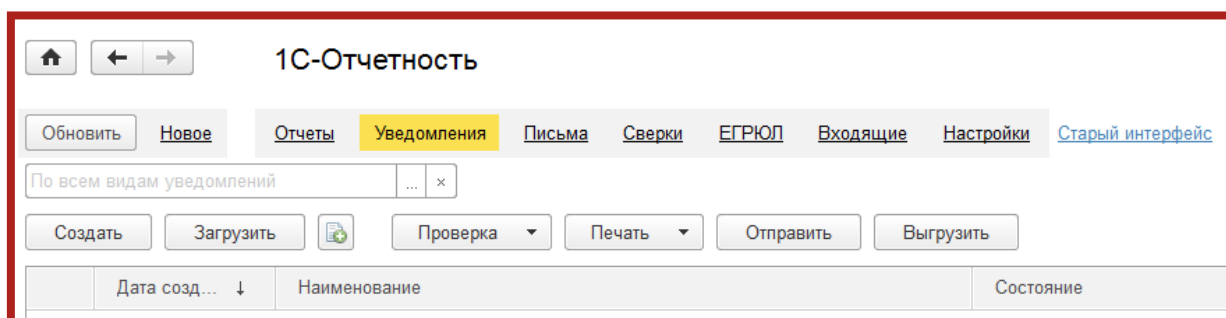 1С-Отчетность
Обновить Новое Отчеты Уведомления Письма Сверки ЕГРЮЛ Входящие Настройки Старый интерфейс
По всем видам уведомлений ... ×
Создать Загрузить Проверка Печать Отправить Выгрузить
Дата созд... ↓ Наименование Состояние